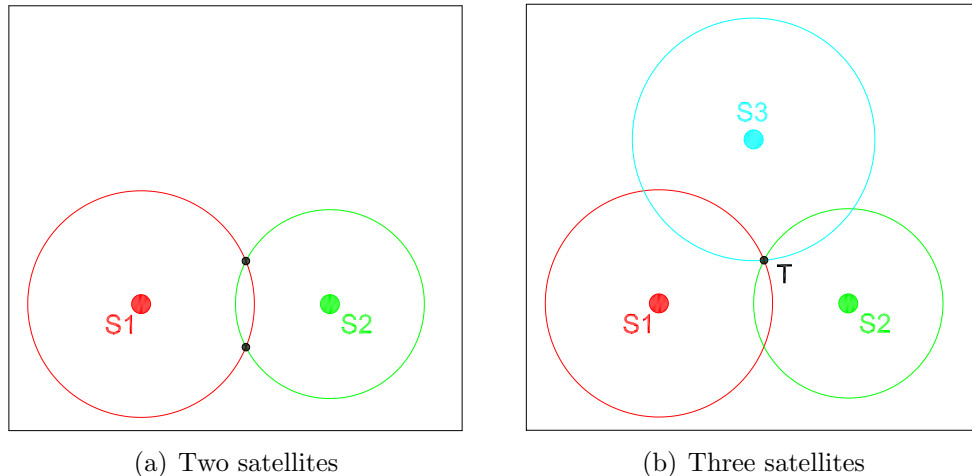 S1
S2
(a) Two satellites
S3
T
S1
S2
(b) Three satellites